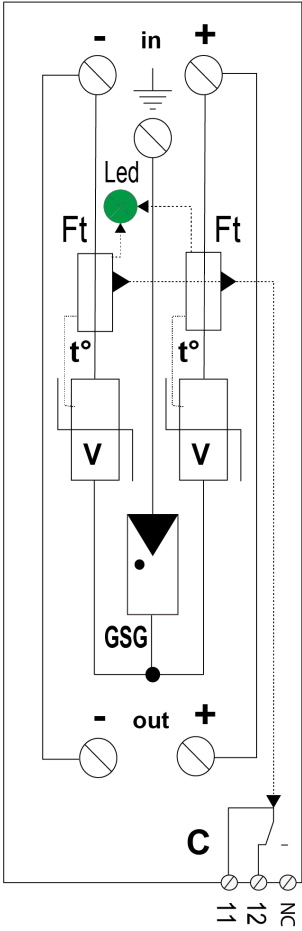 - in +
Led
Ft Ft
t° t°
V V
GSG
- out +
C
11 12 NC